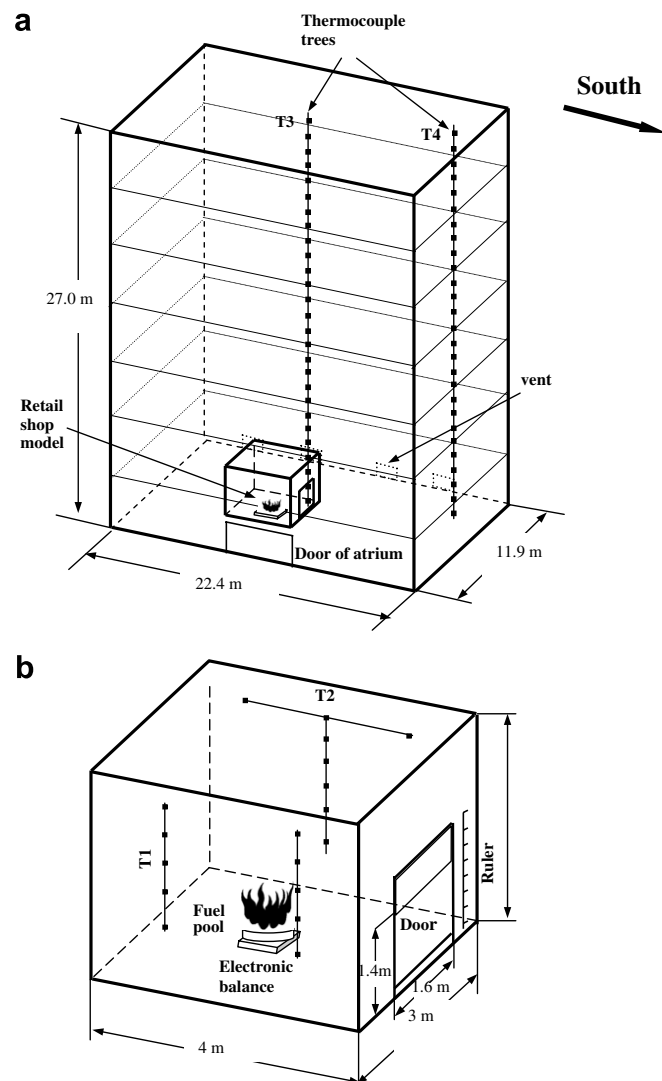 a
Thermocouple
trees
South
T3
T4
27.0 m
vent
Retail
shop
model
Door of atrium
11.9 m
22.4 m
b
T2
T1
Ruler
Fuel
pool
Door
Electronic
balance
1.4m
1.6 m
3 m
4 m